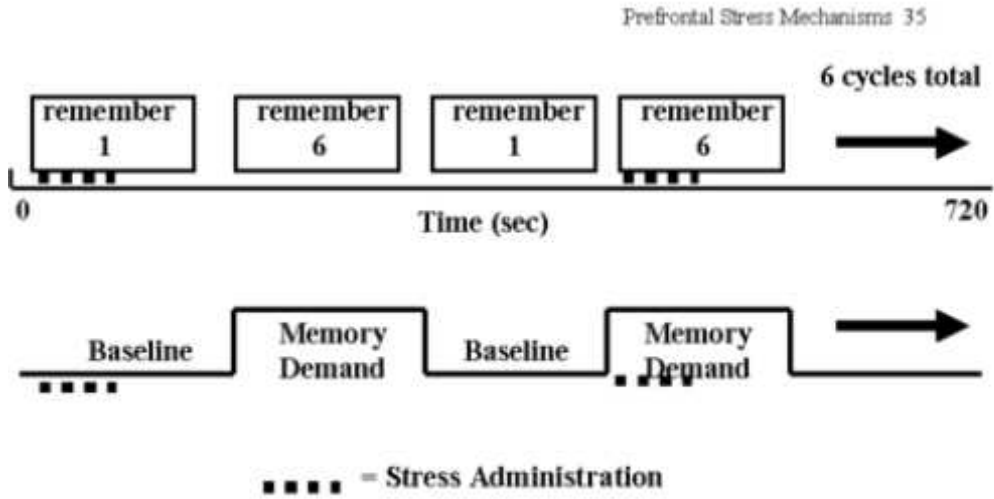 Prefrontal Stress Mechanisms 35
6 cycles total
remember
1
remember
6
remember
1
remember
6
0
Time (sec)
720
Baseline
Memory
Demand
Baseline
Memory
Demand
= Stress Administration